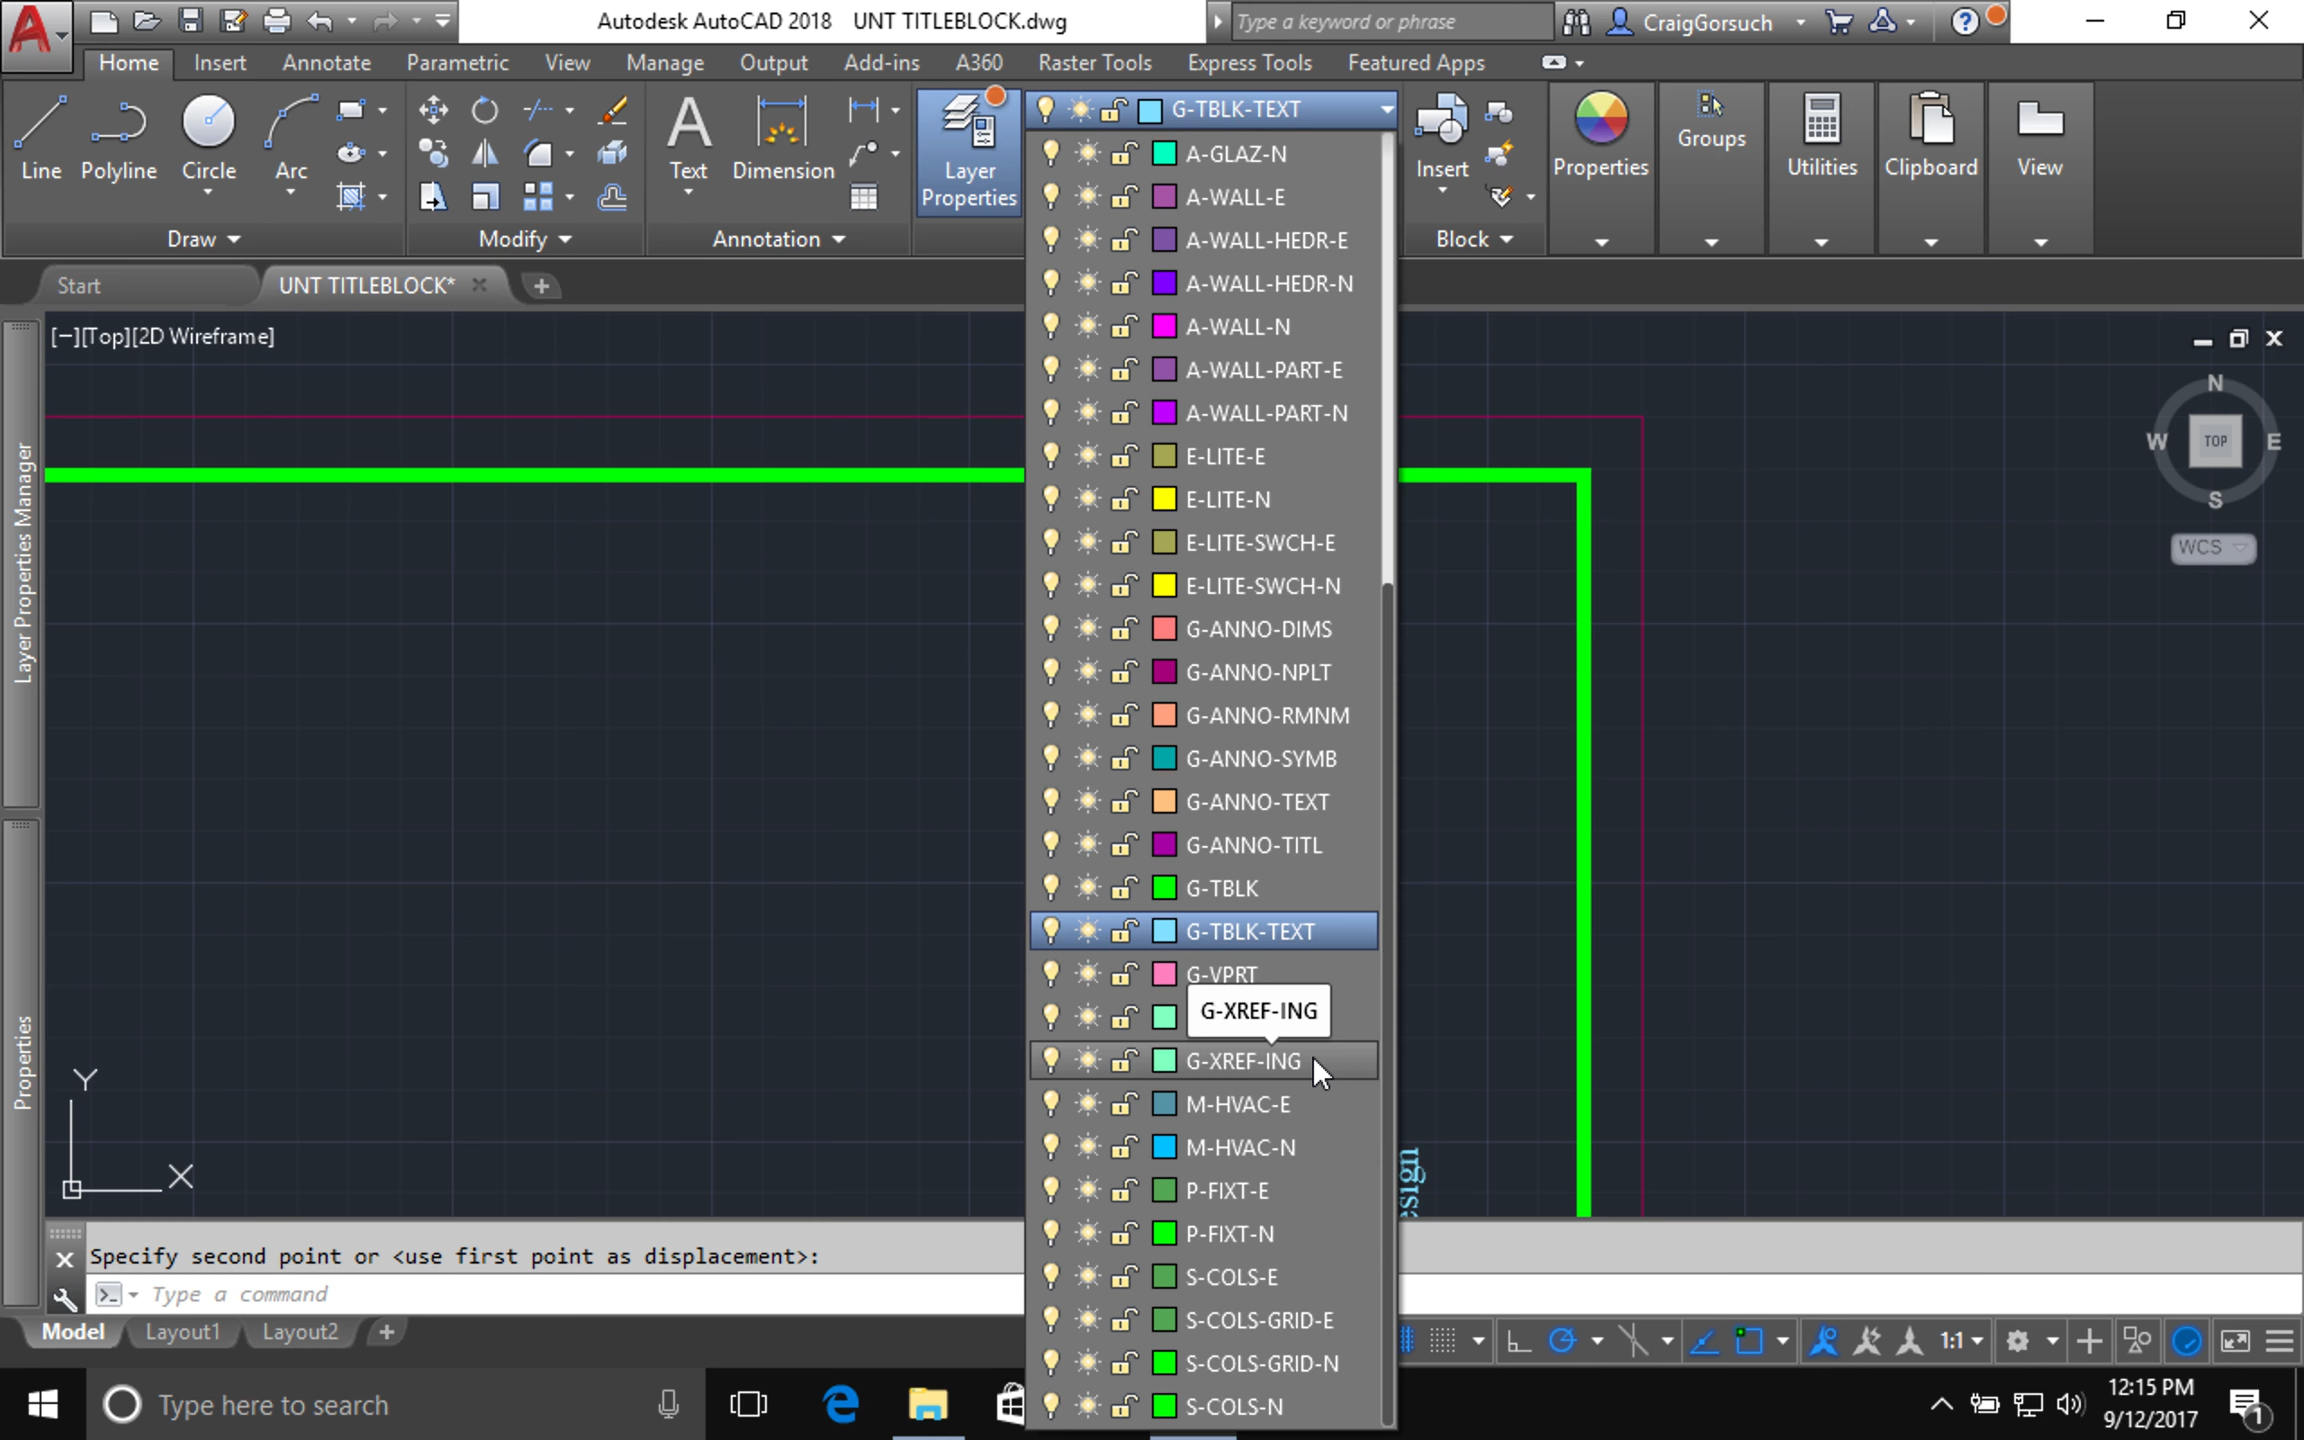 Autodesk AutoCAD 2018 UNT TITLEBLOCK.dwg
Type a keyword or phrase
CraigGorsuch
Home Insert Annotate Parametric View Manage Output Add-ins A360 Raster Tools Express Tools Featured Apps
Line Polyline Circle Arc
Draw
Modify
Text Dimension
Annotation
Layer
Properties
G-TBLK-TEXT
Insert
Block
Properties
Groups
Utilities
Clipboard
View
Start
UNT TITLEBLOCK*
[−][Top][2D Wireframe]
A-GLAZ-N
A-WALL-E
A-WALL-HEDR-E
A-WALL-HEDR-N
A-WALL-N
A-WALL-PART-E
A-WALL-PART-N
E-LITE-E
E-LITE-N
E-LITE-SWCH-E
E-LITE-SWCH-N
G-ANNO-DIMS
G-ANNO-NPLT
G-ANNO-RMNM
G-ANNO-SYMB
G-ANNO-TEXT
G-ANNO-TITL
G-TBLK
G-TBLK-TEXT
G-VPRT
G-XREF-ING
G-XREF-ING
M-HVAC-E
M-HVAC-N
P-FIXT-E
P-FIXT-N
S-COLS-E
S-COLS-GRID-E
S-COLS-GRID-N
S-COLS-N
N
W TOP E
S
WCS
Layer Properties Manager
Properties
Y
X
esign
Specify second point or <use first point as displacement>:
Type a command
Model Layout1 Layout2
1:1
Type here to search
12:15 PM
9/12/2017
1